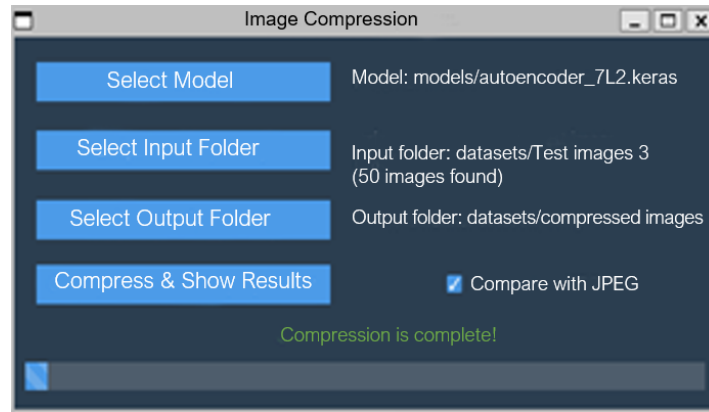 Image Compression
Select Model
Model: models/autoencoder_7L2.keras
Select Input Folder
Input folder: datasets/Test images 3
(50 images found)
Select Output Folder
Output folder: datasets/compressed images
Compress & Show Results
Compare with JPEG
Compression is complete!